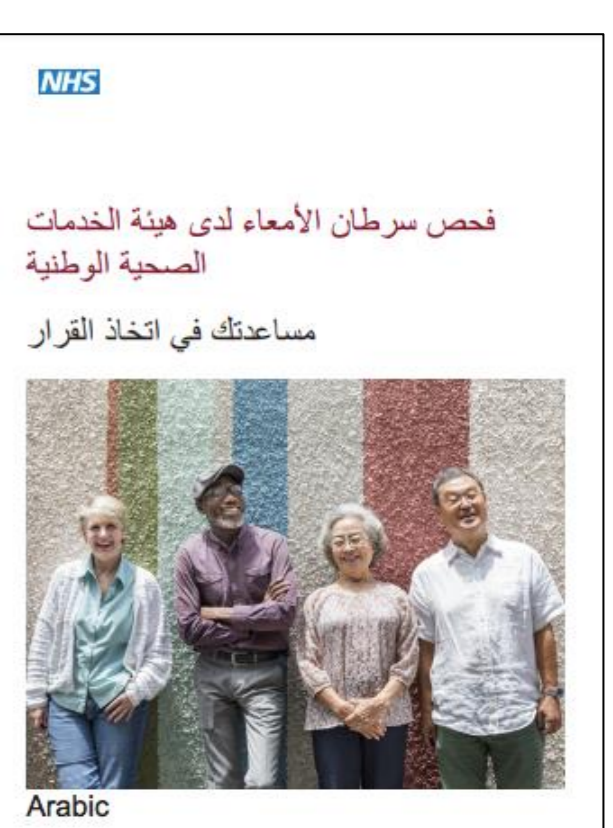 NHS
فحص سرطان الأمعاء لدى هيئة الخدمات
الصحية الوطنية
مساعدتك في اتخاذ القرار
Arabic